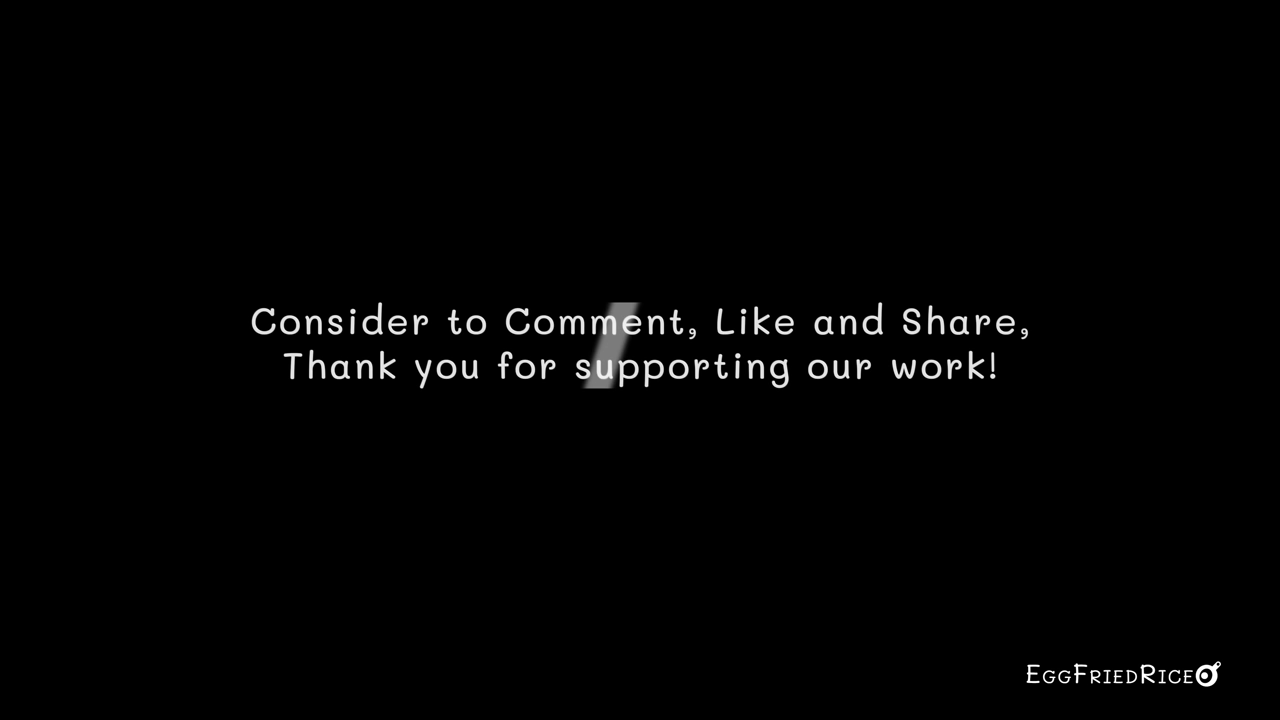 Consider to Comment, Like and Share,
Thank you for supporting our work!
EGGFRIEDRICE